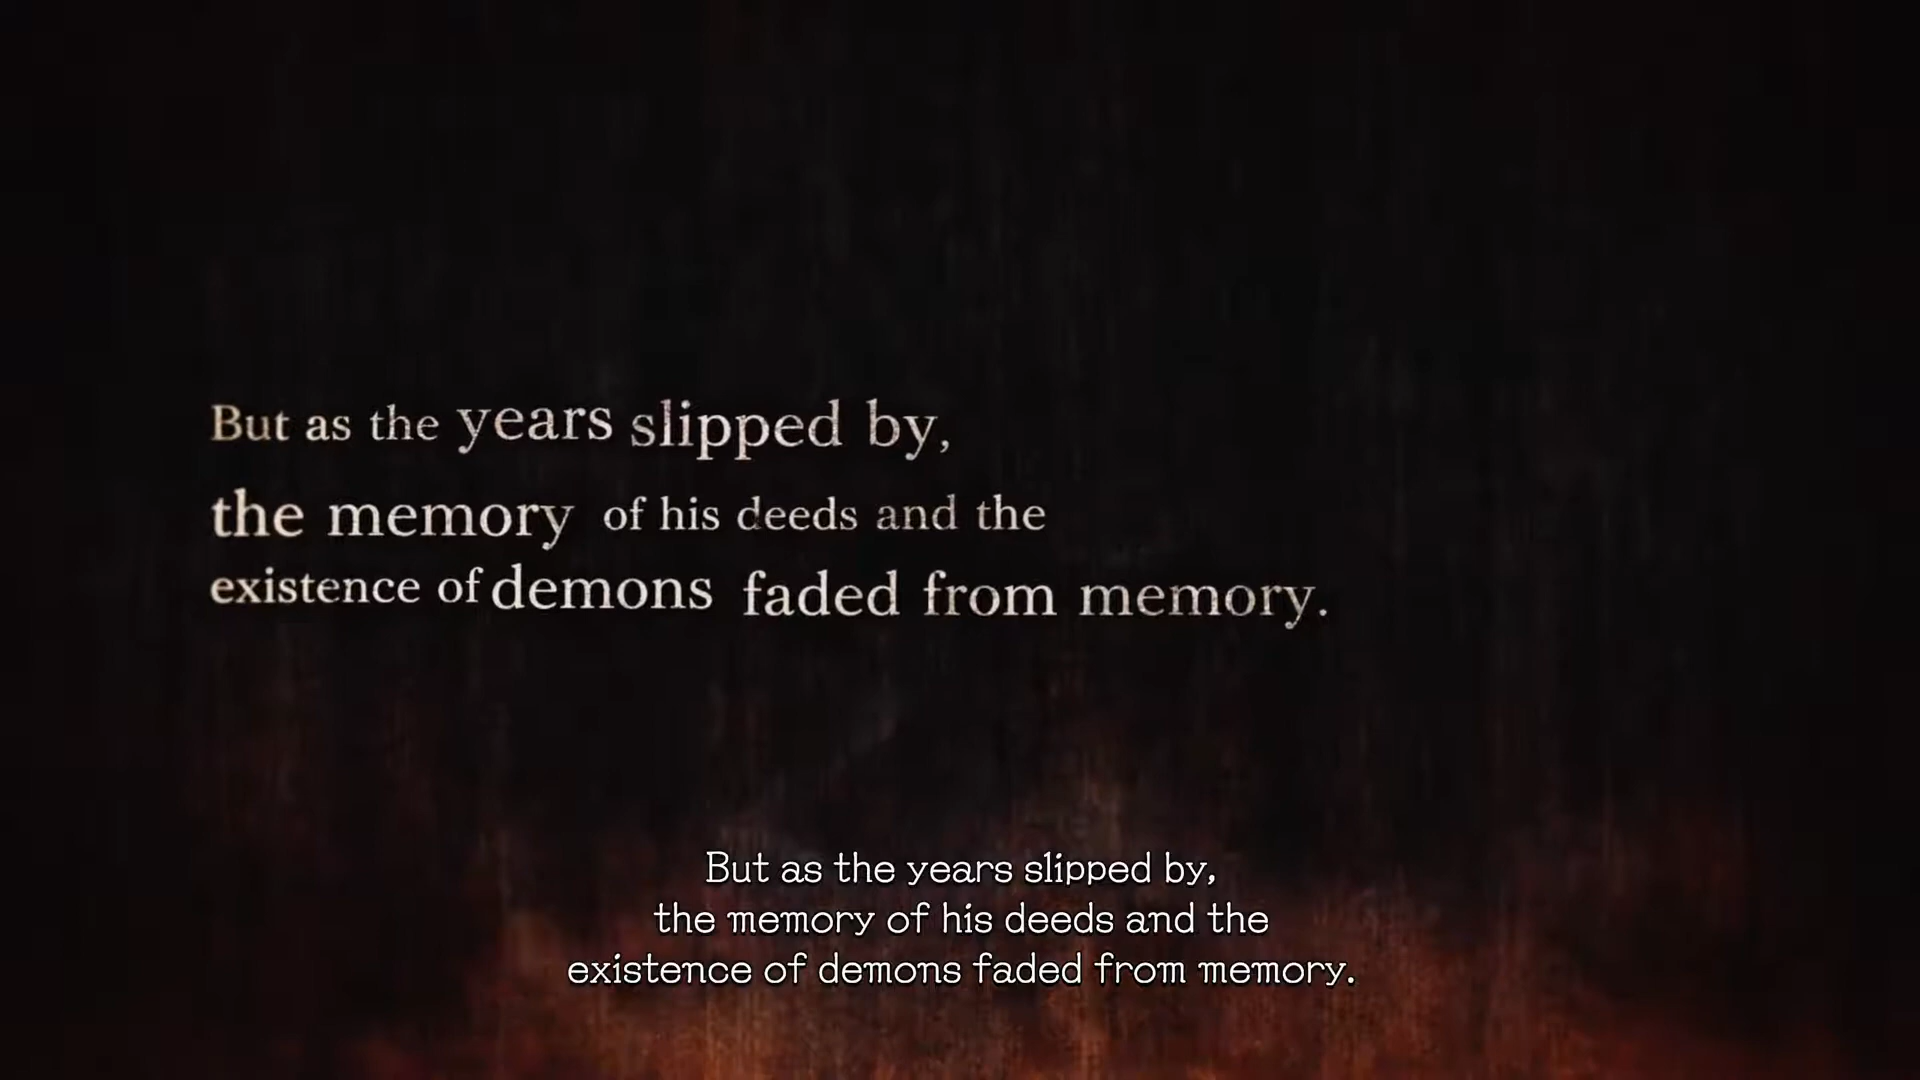 But as the years slipped by,
the memory of his deeds and the
existence of demons faded from memory.
But as the years slipped by,
the memory of his deeds and the
existence of demons faded from memory.